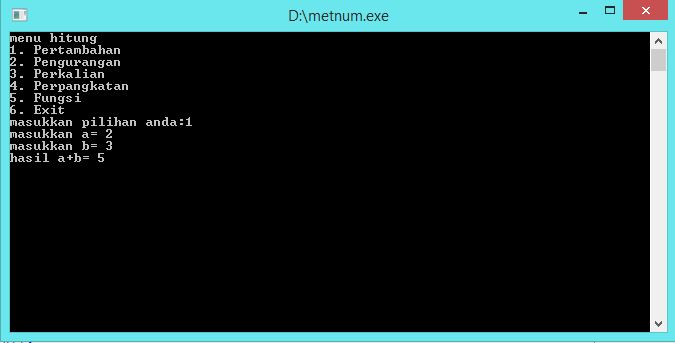 D:\metnum.exe
menu hitung
1. Pertambahan
2. Pengurangan
3. Perkalian
4. Perpangkatan
5. Fungsi
6. Exit
masukkan pilihan anda:1
masukkan a= 2
masukkan b= 3
hasil a+b= 5